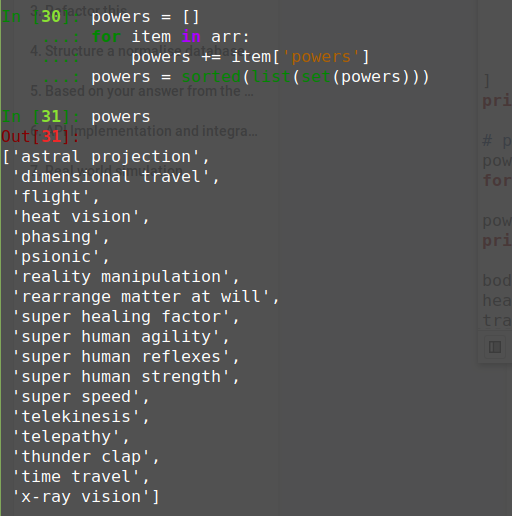 3. Refactor this
In [30]: powers = []
    ...: for item in arr:
    ...:     powers += item['powers']
4. Structure a normalise database
    ...: powers = sorted(list(set(powers)))
5. Based on your answer from the …
In [31]: powers
6. API Implementation and integra…
Out[31]:
['astral projection',
 'dimensional travel',
 'flight',
 'heat vision',
 'phasing',
 'psionic',
 'reality manipulation',
 'rearrange matter at will',
 'super healing factor',
 'super human agility',
 'super human reflexes',
 'super human strength',
 'super speed',
 'telekinesis',
 'telepathy',
 'thunder clap',
 'time travel',
 'x-ray vision']
]
pri
# p
pow
for
pow
pri
bod
hea
tra